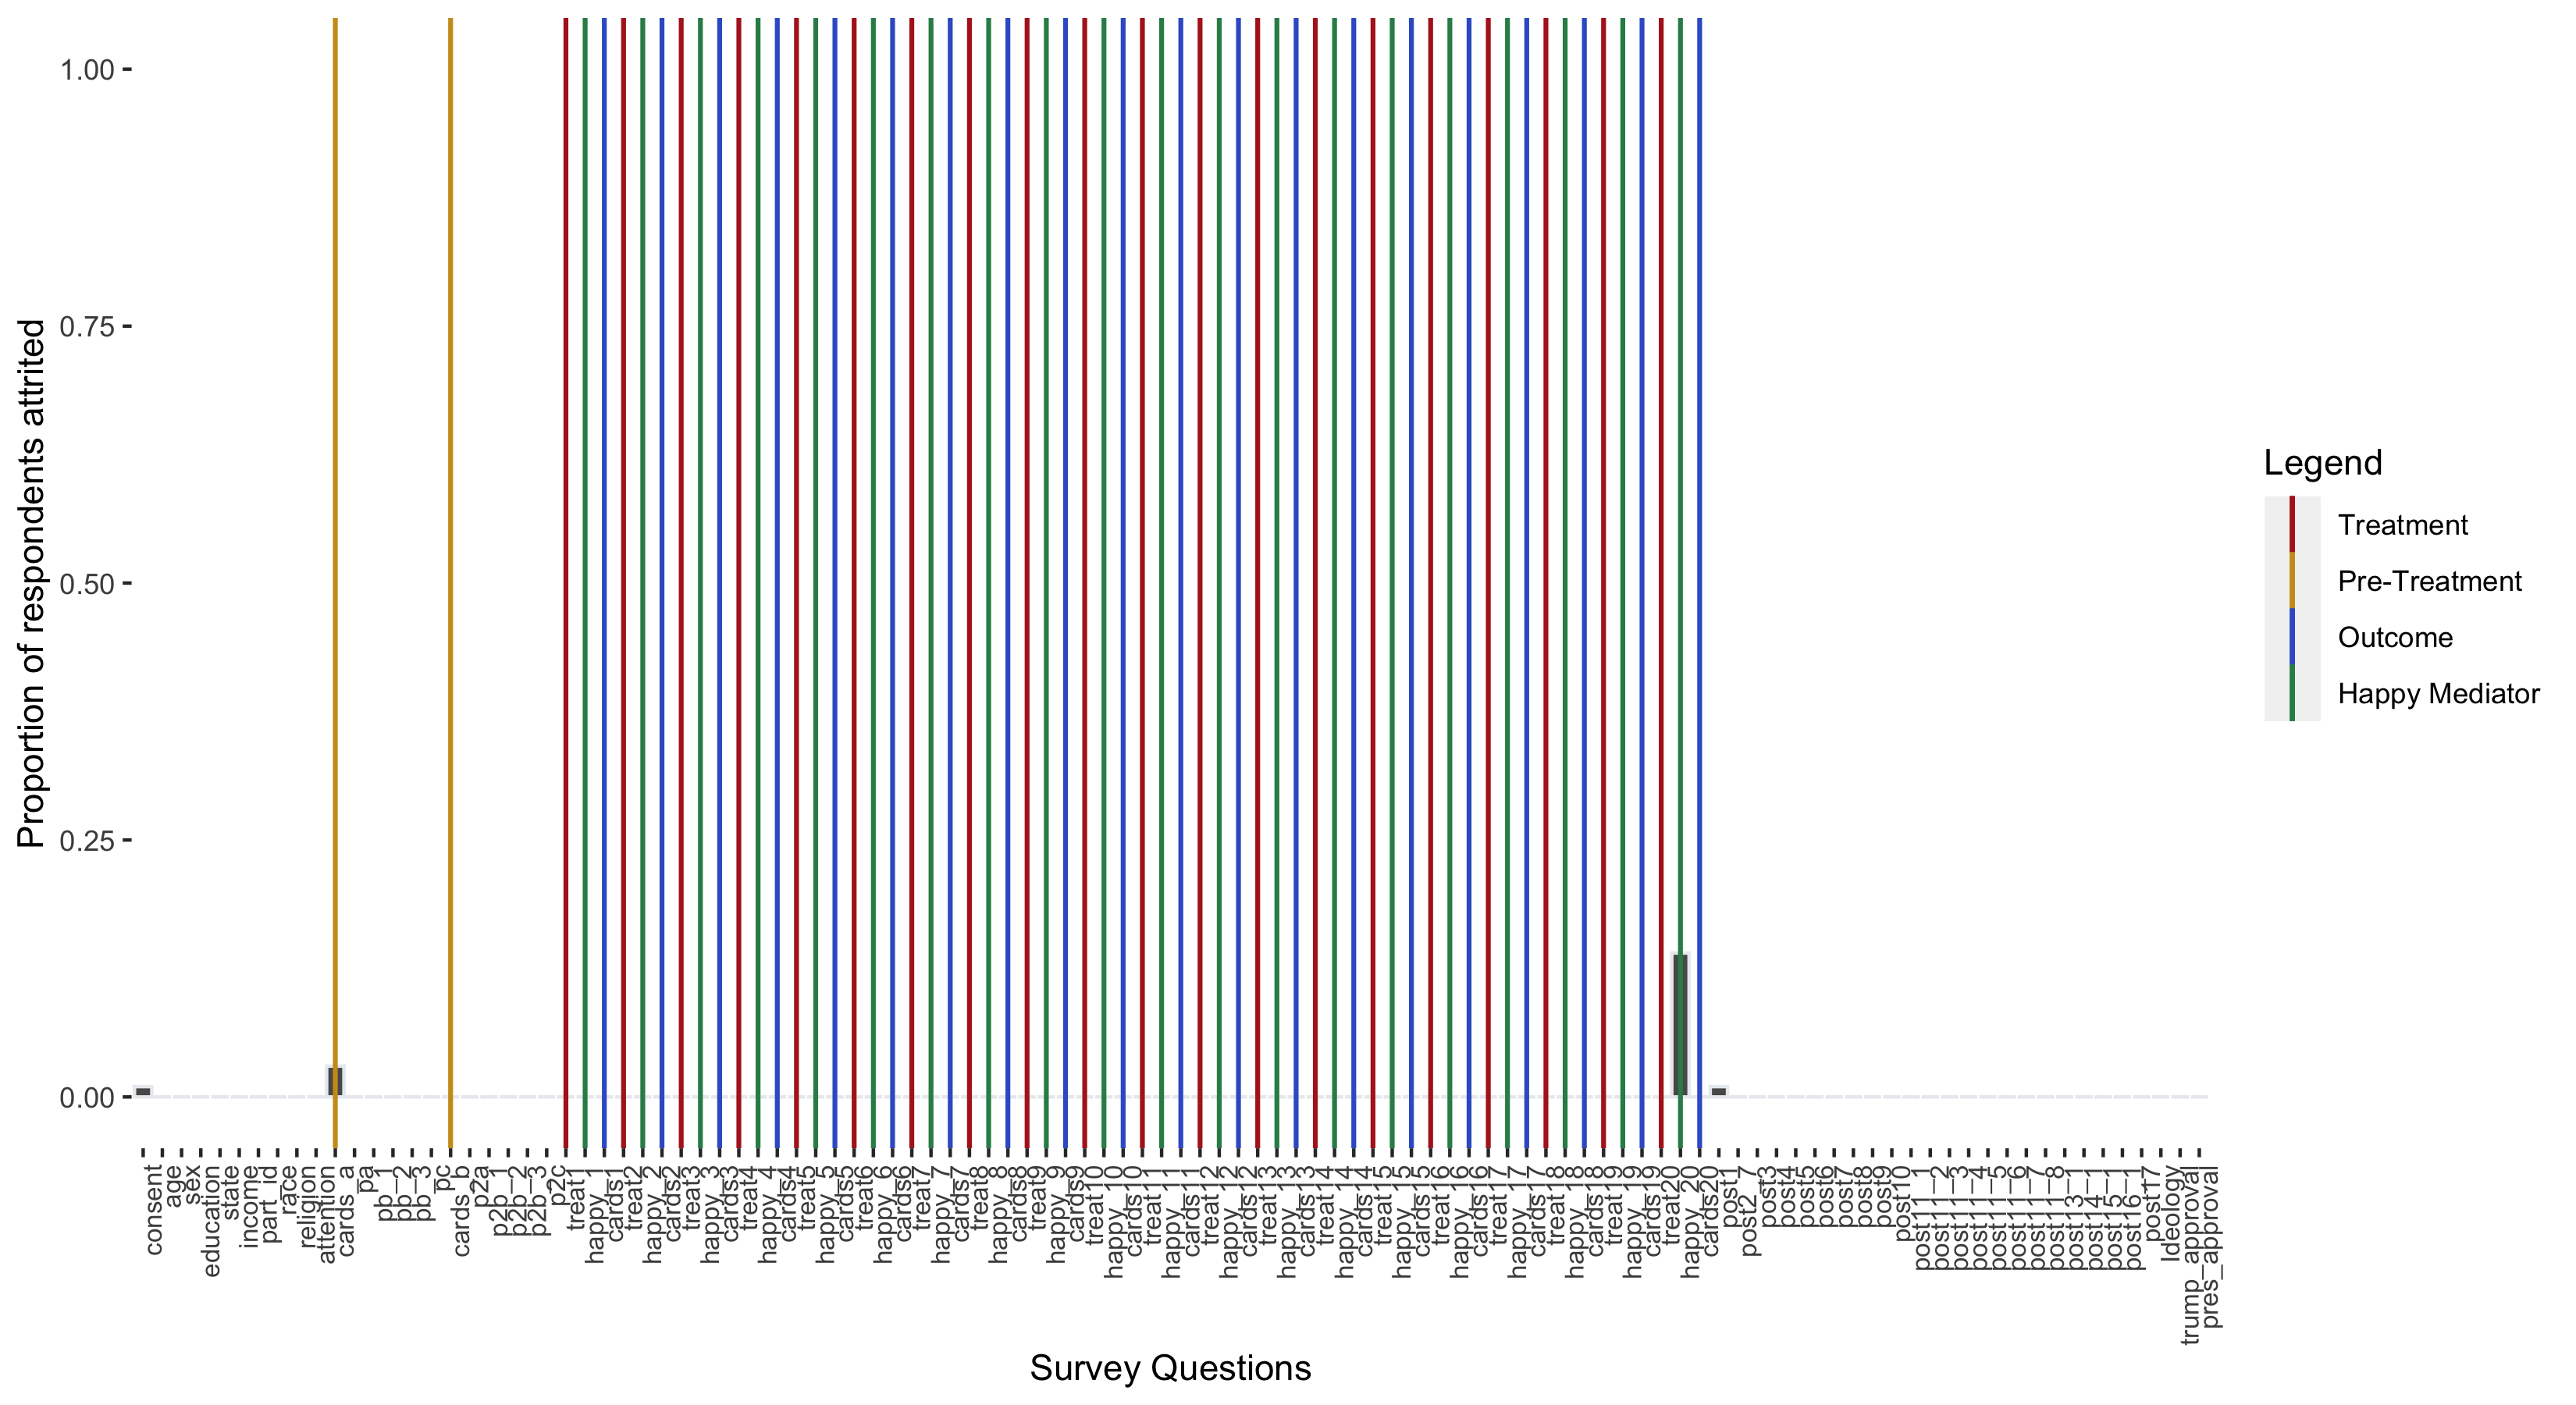 Proportion of respondents attrited
1.00
0.75
0.50
0.25
0.00
consent
age
sex
education
state
income
part_id
race
religion
attention
cards_a
pa
pb_1
pb_2
pb_3
pc
cards_b
p2a
p2b_1
p2b_2
p2b_3
p2c
treat1
happy_1
cards1
treat2
happy_2
cards2
treat3
happy_3
cards3
treat4
happy_4
cards4
treat5
happy_5
cards5
treat6
happy_6
cards6
treat7
happy_7
cards7
treat8
happy_8
cards8
treat9
happy_9
cards9
treat10
happy_10
cards10
treat11
happy_11
cards11
treat12
happy_12
cards12
treat13
happy_13
cards13
treat14
happy_14
cards14
treat15
happy_15
cards15
treat16
happy_16
cards16
treat17
happy_17
cards17
treat18
happy_18
cards18
treat19
happy_19
cards19
treat20
happy_20
cards20
post1
post2_7
post3
post4
post5
post6
post7
post8
post9
post10
post11_1
post11_2
post11_3
post11_4
post11_5
post11_6
post11_7
post11_8
post13_1
post14_1
post15_1
post16_1
post17
Ideology
trump_approval
pres_approval
Survey Questions
Legend
Treatment
Pre-Treatment
Outcome
Happy Mediator